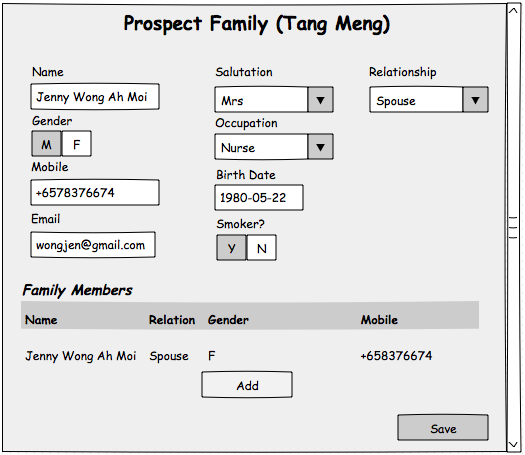 Prospect Family (Tang Meng)
Name Salutation Relationship
Jenny Wong Ah Moi Mrs Spouse
Gender Occupation
M F Nurse
Mobile Birth Date
+6578376674 1980-05-22
Email Smoker?
wongjen@gmail.com Y N
Family Members
Name Relation Gender Mobile
Jenny Wong Ah Moi Spouse F +658376674
Add
Save